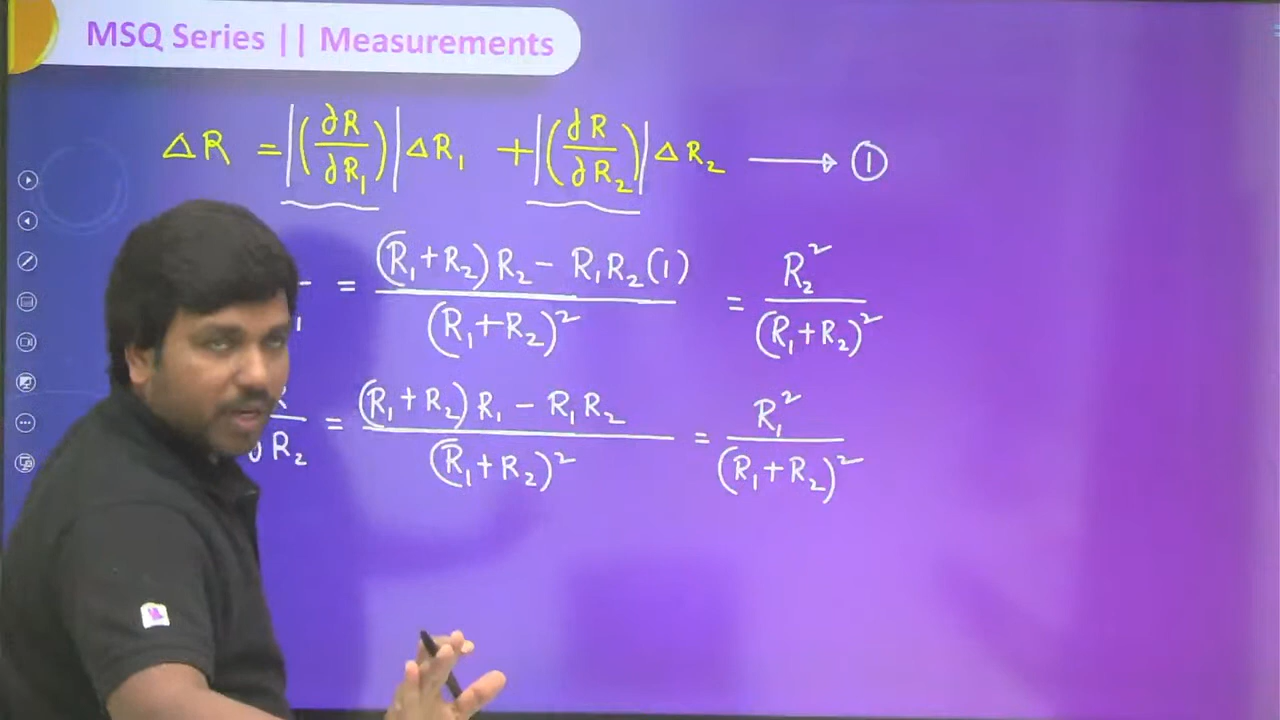 MSQ Series || Measurements
ΔR = |(∂R/∂R₁)| ΔR₁ + |(∂R/∂R₂)| ΔR₂ ⟶ ①
₁ = ((R₁+R₂)R₂ − R₁R₂(1))/(R₁+R₂)² = R₂²/(R₁+R₂)²
∂R₂ = ((R₁+R₂)R₁ − R₁R₂)/(R₁+R₂)² = R₁²/(R₁+R₂)²